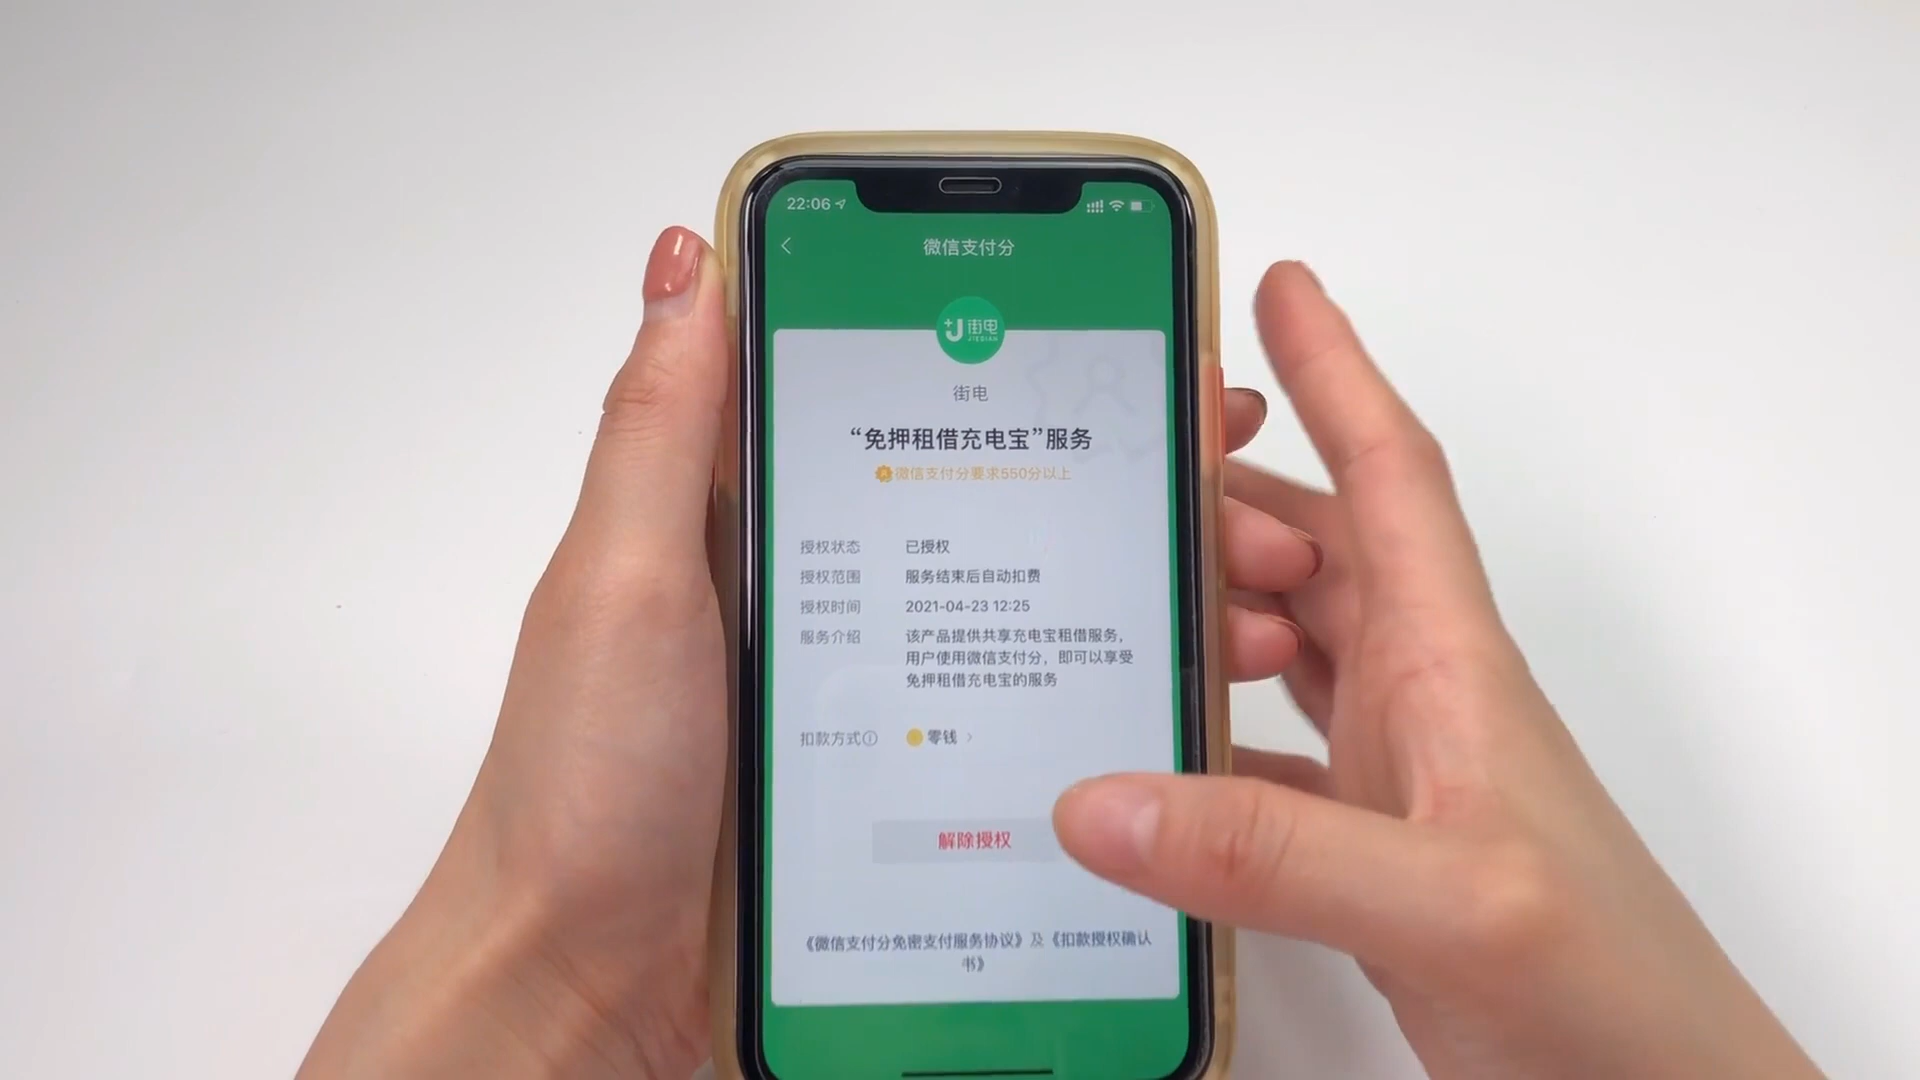 22:06
微信支付分
街电
JIEDIAN
街电
“免押租借充电宝”服务
微信支付分要求550分以上
授权状态 已授权
授权范围 服务结束后自动扣费
授权时间 2021-04-23 12:25
服务介绍 该产品提供共享充电宝租借服务，
用户使用微信支付分，即可以享受
免押租借充电宝的服务
扣款方式 零钱
解除授权
《微信支付分免密支付服务协议》及《扣款授权确认
书》